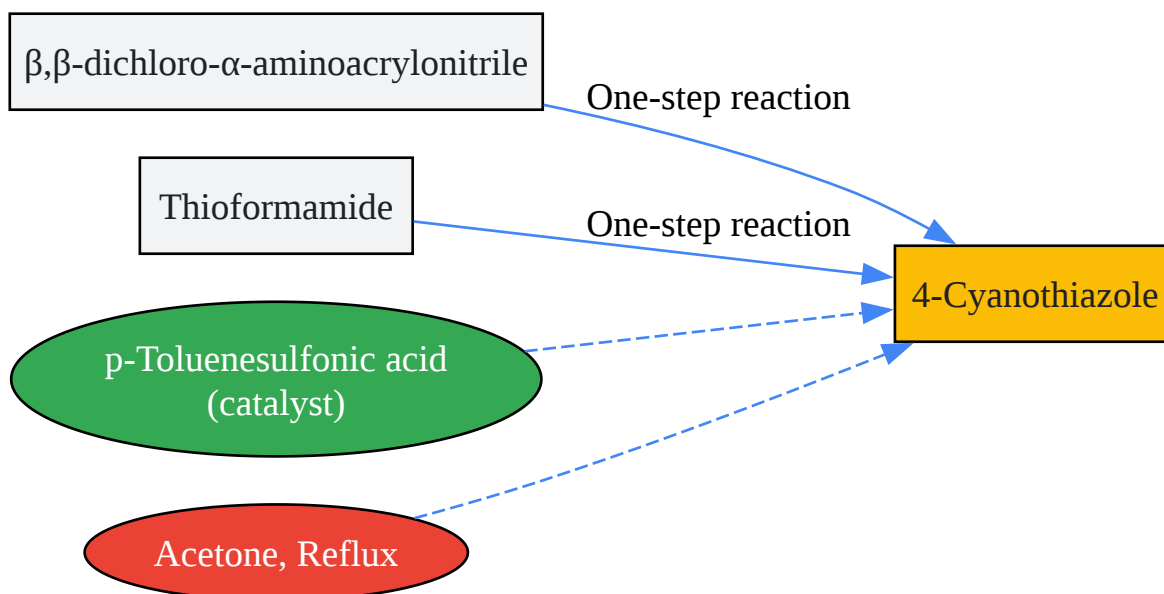 β,β-dichloro-α-aminoacrylonitrile
One-step reaction
Thioformamide
One-step reaction
4-Cyanothiazole
p-Toluenesulfonic acid
(catalyst)
Acetone, Reflux